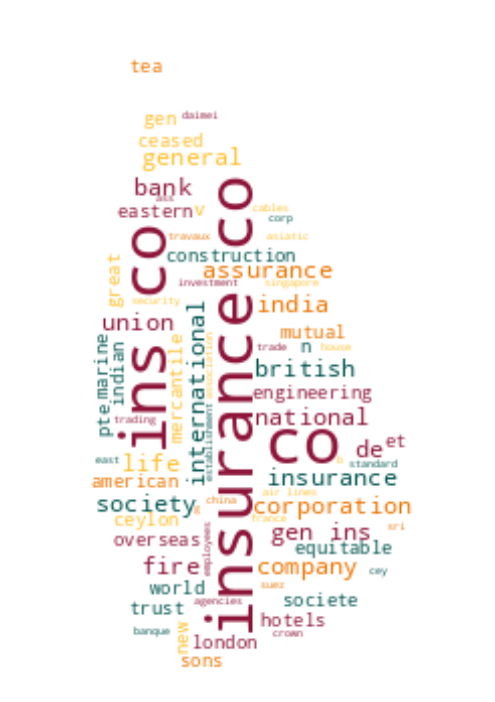 tea
gen
daimei
ceased
general
bank
ass
eastern
v
cables
corp
travaux
asiatic
construction
assurance
great
investment
singapore
security
india
union
mutual
ins co
insurance co
international
association
mercantile
marine
indian
pte
trade
n
house
british
engineering
trading
national
co
de
et
east
life
b
standard
american
establishment
insurance
society
g
china
air lines
corporation
ceylon
france
sri
overseas
employees
gen ins
equitable
fire
company
cey
world
suez
trust
agencies
societe
hotels
banque
new
crown
london
sons